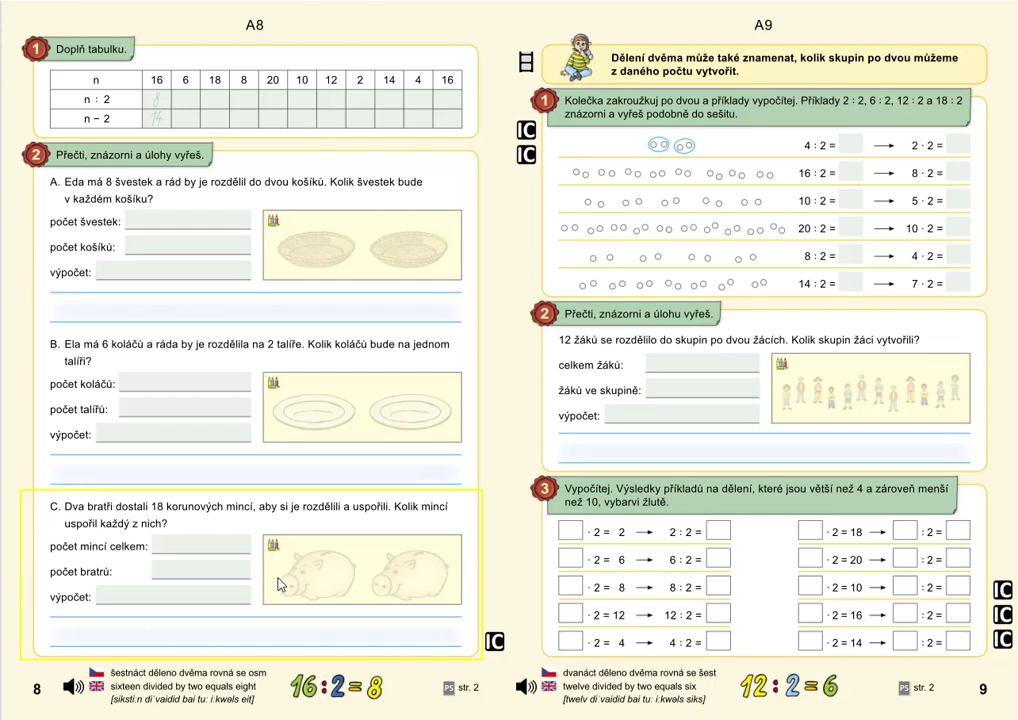 A8
1 Doplň tabulku.
n 16 6 18 8 20 10 12 2 14 4 16
n : 2 8
n − 2 14
2 Přečti, znázorni a úlohy vyřeš.
A. Eda má 8 švestek a rád by je rozdělil do dvou košíků. Kolik švestek bude
v každém košíku?
počet švestek:
počet košíků:
výpočet:
B. Ela má 6 koláčů a ráda by je rozdělila na 2 talíře. Kolik koláčů bude na jednom
talíři?
počet koláčů:
počet talířů:
výpočet:
C. Dva bratři dostali 18 korunových mincí, aby si je rozdělili a uspořili. Kolik mincí
uspořil každý z nich?
počet mincí celkem:
počet bratrů:
výpočet:
IC
8
šestnáct děleno dvěma rovná se osm
sixteen divided by two equals eight
[siksti:n di´vaidid bai tu: i:kwəls eit]
16:2=8
PS str. 2
A9
Dělení dvěma může také znamenat, kolik skupin po dvou můžeme
z daného počtu vytvořit.
1 Kolečka zakroužkuj po dvou a příklady vypočítej. Příklady 2 : 2, 6 : 2, 12 : 2 a 18 : 2
znázorni a vyřeš podobně do sešitu.
IC
IC
4 : 2 = → 2 · 2 =
16 : 2 = → 8 · 2 =
10 : 2 = → 5 · 2 =
20 : 2 = → 10 · 2 =
8 : 2 = → 4 · 2 =
14 : 2 = → 7 · 2 =
2 Přečti, znázorni a úlohu vyřeš.
12 žáků se rozdělilo do skupin po dvou žácích. Kolik skupin žáci vytvořili?
celkem žáků:
žáků ve skupině:
výpočet:
3 Vypočítej. Výsledky příkladů na dělení, které jsou větší než 4 a zároveň menší
než 10, vybarvi žlutě.
· 2 = 2 → 2 : 2 = · 2 = 18 → : 2 =
· 2 = 6 → 6 : 2 = · 2 = 20 → : 2 =
· 2 = 8 → 8 : 2 = · 2 = 10 → : 2 =
· 2 = 12 → 12 : 2 = · 2 = 16 → : 2 =
· 2 = 4 → 4 : 2 = · 2 = 14 → : 2 =
IC
IC
IC
dvanáct děleno dvěma rovná se šest
twelve divided by two equals six
[twelv di´vaidid bai tu: i:kwəls siks]
12:2=6
PS str. 2
9